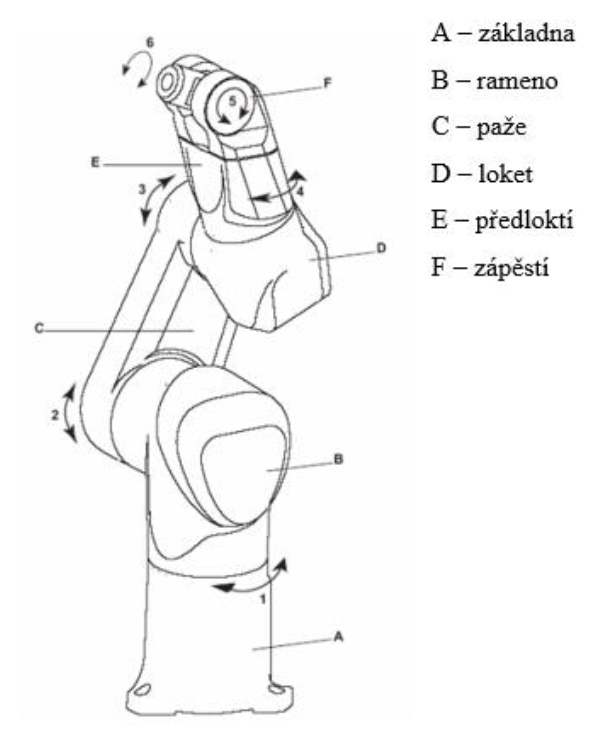 6
A – základna
F
B – rameno
5
C – paže
E
3
4
D – loket
D
E – předloktí
F – zápěstí
C
2
B
1
A